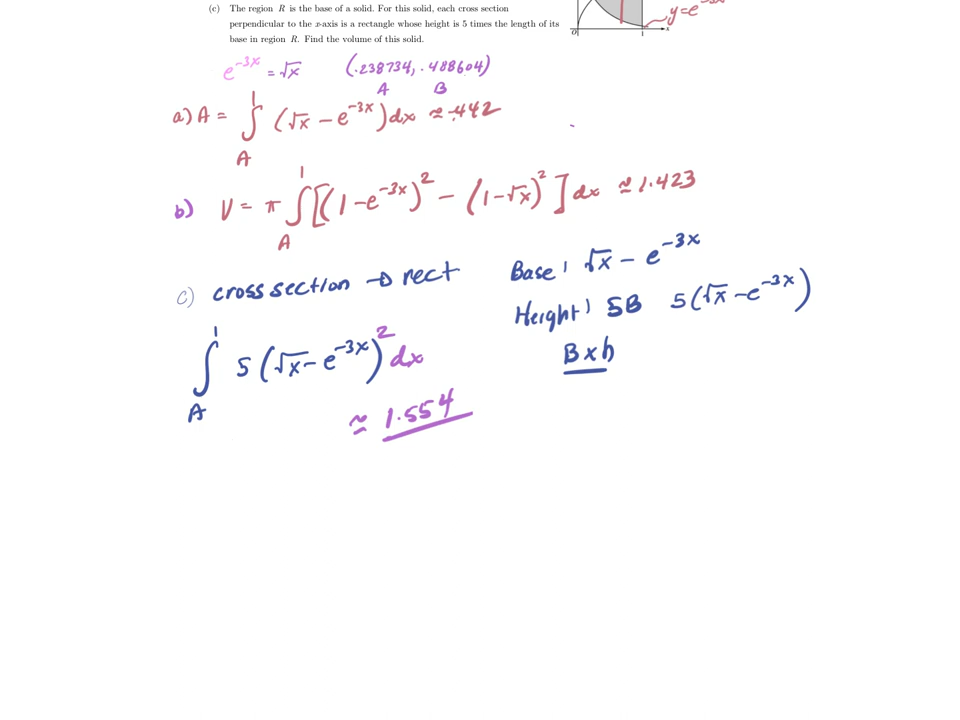 (c) The region R is the base of a solid. For this solid, each cross section
perpendicular to the x-axis is a rectangle whose height is 5 times the length of its
base in region R. Find the volume of this solid.
O 1 x
y=e
e^{-3x} = √x (.238734, .488604)
A B
a) A = ∫_A^1 (√x − e^{-3x}) dx ≈ .442
b) V = π ∫_A^1 [(1−e^{-3x})^2 − (1−√x)^2] dx ≈ 1.423
c) cross section → rect
Base: √x − e^{-3x}
Height: 5B 5(√x −e^{-3x})
B x h
∫_A^1 5(√x−e^{-3x})^2 dx
≈ 1.554